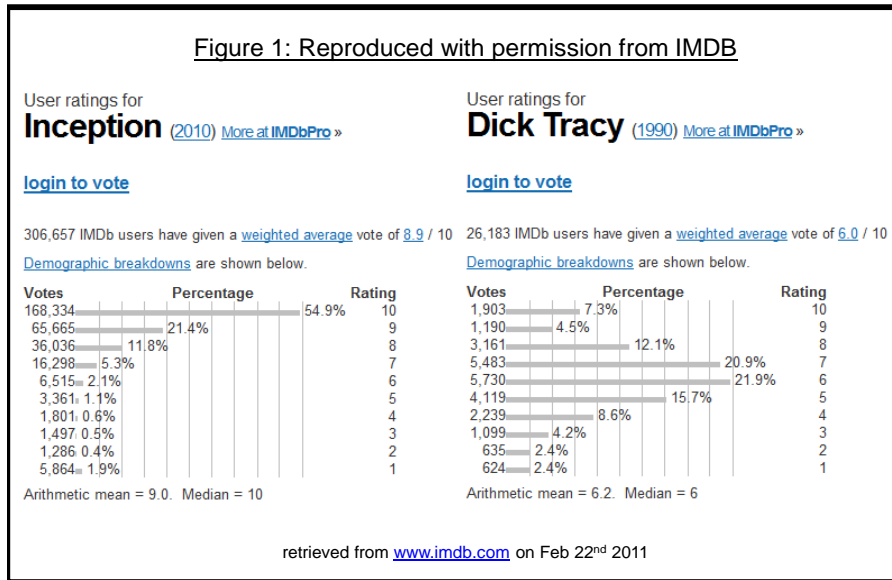 Figure 1: Reproduced with permission from IMDB
User ratings for
Inception (2010) More at IMDbPro »
login to vote
306,657 IMDb users have given a weighted average vote of 8.9 / 10
Demographic breakdowns are shown below.
Votes Percentage Rating
168,334 54.9% 10
65,665 21.4% 9
36,036 11.8% 8
16,298 5.3% 7
6,515 2.1% 6
3,361 1.1% 5
1,801 0.6% 4
1,497 0.5% 3
1,286 0.4% 2
5,864 1.9% 1
Arithmetic mean = 9.0. Median = 10
User ratings for
Dick Tracy (1990) More at IMDbPro »
login to vote
26,183 IMDb users have given a weighted average vote of 6.0 / 10
Demographic breakdowns are shown below.
Votes Percentage Rating
1,903 7.3% 10
1,190 4.5% 9
3,161 12.1% 8
5,483 20.9% 7
5,730 21.9% 6
4,119 15.7% 5
2,239 8.6% 4
1,099 4.2% 3
635 2.4% 2
624 2.4% 1
Arithmetic mean = 6.2. Median = 6
retrieved from www.imdb.com on Feb 22nd 2011